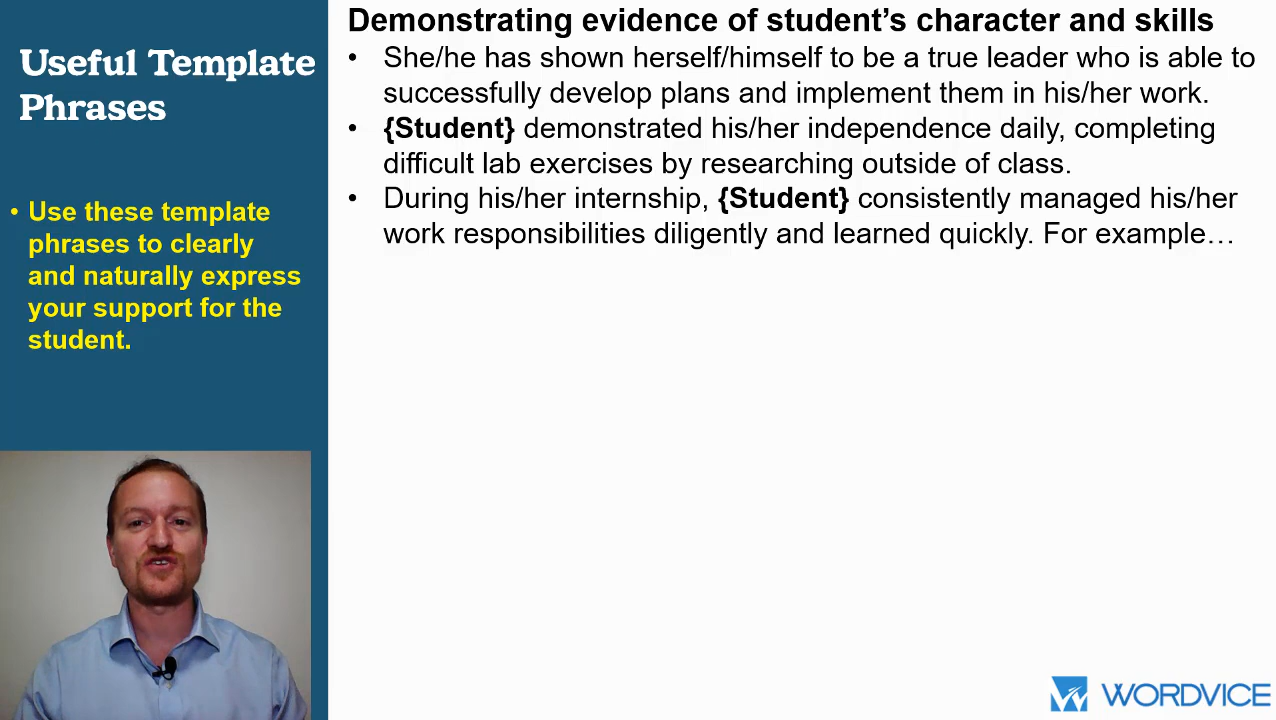 Useful Template
Phrases
• Use these template
phrases to clearly
and naturally express
your support for the
student.
Demonstrating evidence of student’s character and skills
• She/he has shown herself/himself to be a true leader who is able to
successfully develop plans and implement them in his/her work.
• {Student} demonstrated his/her independence daily, completing
difficult lab exercises by researching outside of class.
• During his/her internship, {Student} consistently managed his/her
work responsibilities diligently and learned quickly. For example…
WORDVICE